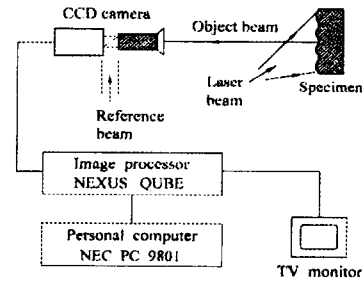 CCD camera
Object beam
Laser
beam
Specimen
Reference
beam
Image processor
NEXUS QUBE
Personal computer
NEC PC 9801
TV monitor